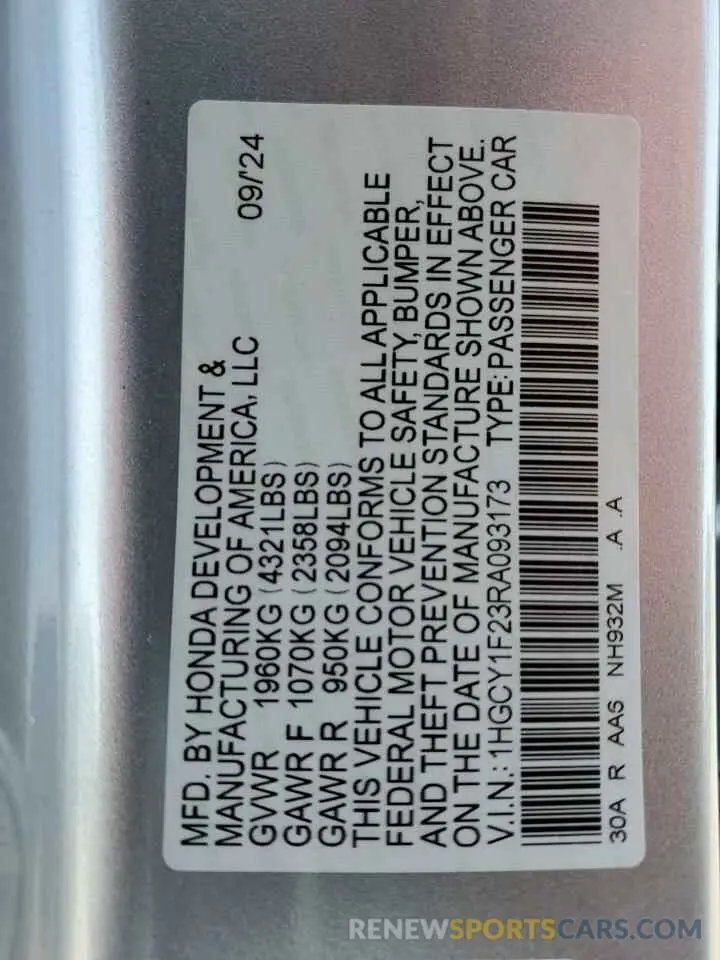 MFD. BY HONDA DEVELOPMENT &
MANUFACTURING OF AMERICA, LLC 09/'24
GVWR 1960KG (4321LBS)
GAWR F 1070KG (2358LBS)
GAWR R 950KG (2094LBS)
THIS VEHICLE CONFORMS TO ALL APPLICABLE
FEDERAL MOTOR VEHICLE SAFETY, BUMPER,
AND THEFT PREVENTION STANDARDS IN EFFECT
ON THE DATE OF MANUFACTURE SHOWN ABOVE.
V.I.N.: 1HGCY1F23RA093173 TYPE: PASSENGER CAR
30A R AAS NH932M .A .A
RENEWSPORTSCARS.COM